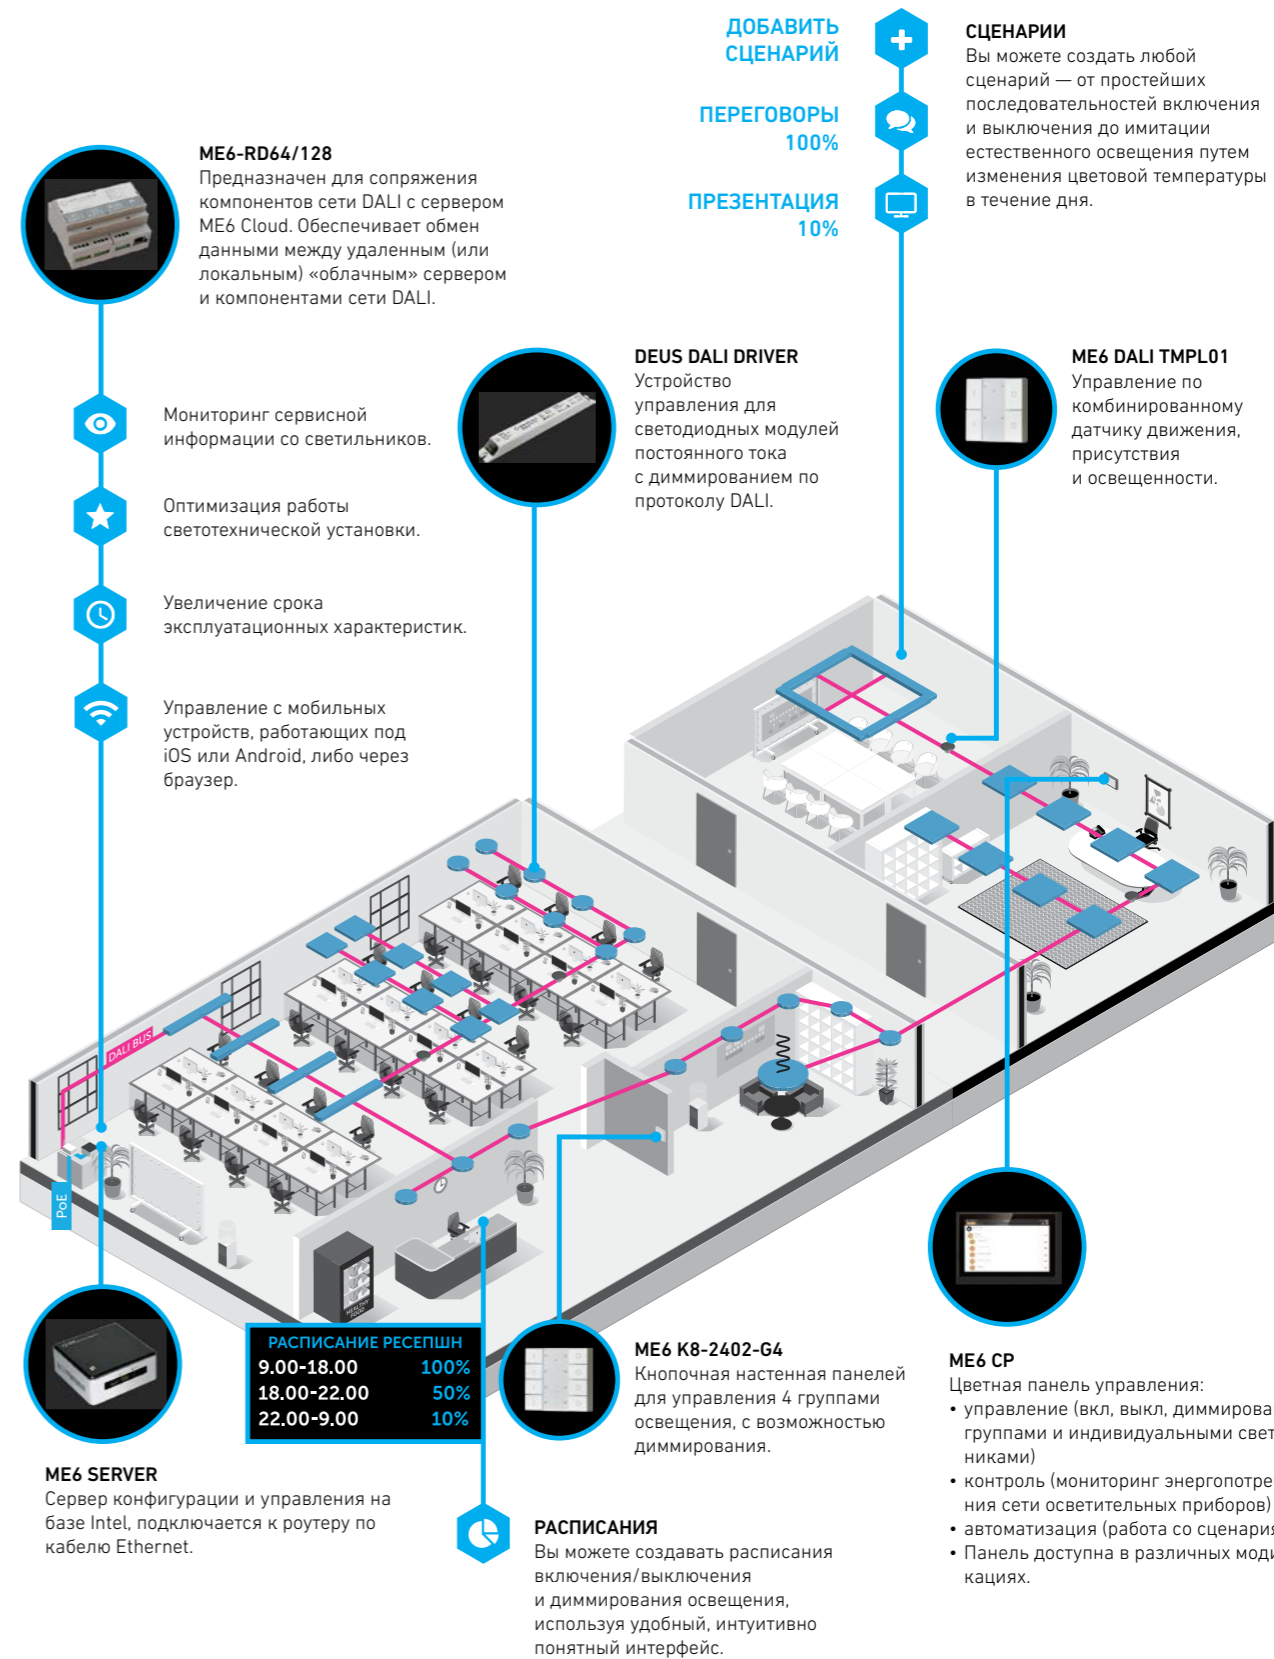 ДОБАВИТЬ
СЦЕНАРИЙ
ПЕРЕГОВОРЫ
100%
ПРЕЗЕНТАЦИЯ
10%
СЦЕНАРИИ
Вы можете создать любой
сценарий — от простейших
последовательностей включения
и выключения до имитации
естественного освещения путем
изменения цветовой температуры
в течение дня.
ME6-RD64/128
Предназначен для сопряжения
компонентов сети DALI с сервером
ME6 Cloud. Обеспечивает обмен
данными между удаленным (или
локальным) «облачным» сервером
и компонентами сети DALI.
Мониторинг сервисной
информации со светильников.
Оптимизация работы
светотехнической установки.
Увеличение срока
эксплуатационных характеристик.
Управление с мобильных
устройств, работающих под
iOS или Android, либо через
браузер.
DEUS DALI DRIVER
Устройство
управления для
светодиодных модулей
постоянного тока
с диммированием по
протоколу DALI.
ME6 DALI TMPL01
Управление по
комбинированному
датчику движения,
присутствия
и освещенности.
DALI BUS
PoE
HEALTHY
FOOD
РАСПИСАНИЕ РЕСЕПШН
9.00-18.00 100%
18.00-22.00 50%
22.00-9.00 10%
ME6 SERVER
Сервер конфигурации и управления на
базе Intel, подключается к роутеру по
кабелю Ethernet.
ME6 K8-2402-G4
Кнопочная настенная панелей
для управления 4 группами
освещения, с возможностью
диммирования.
РАСПИСАНИЯ
Вы можете создавать расписания
включения/выключения
и диммирования освещения,
используя удобный, интуитивно
понятный интерфейс.
ME6 CP
Цветная панель управления:
• управление (вкл, выкл, диммирова
группами и индивидуальными свет
никами)
• контроль (мониторинг энергопотре
ния сети осветительных приборов)
• автоматизация (работа со сценария
• Панель доступна в различных моди
кациях.